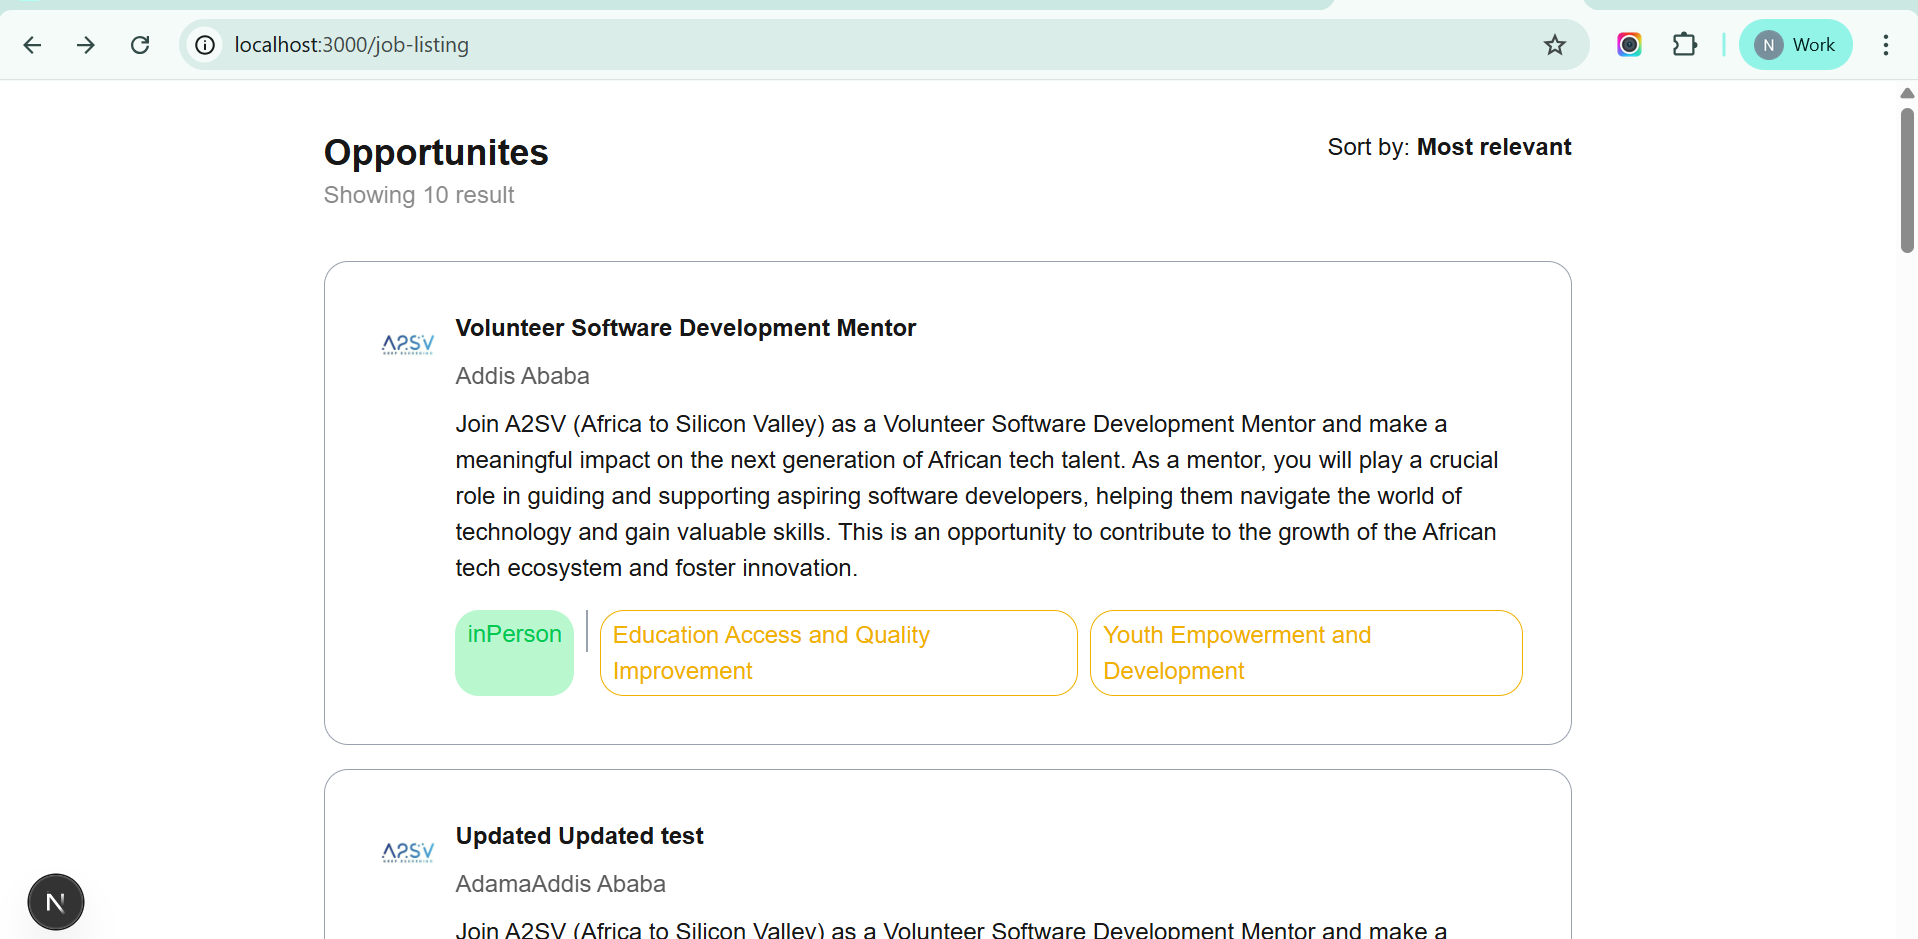 localhost:3000/job-listing
N Work
Opportunites
Sort by: Most relevant
Showing 10 result
A2SV
Volunteer Software Development Mentor
Addis Ababa
Join A2SV (Africa to Silicon Valley) as a Volunteer Software Development Mentor and make a
meaningful impact on the next generation of African tech talent. As a mentor, you will play a crucial
role in guiding and supporting aspiring software developers, helping them navigate the world of
technology and gain valuable skills. This is an opportunity to contribute to the growth of the African
tech ecosystem and foster innovation.
inPerson
Education Access and Quality
Improvement
Youth Empowerment and
Development
A2SV
Updated Updated test
AdamaAddis Ababa
Join A2SV (Africa to Silicon Valley) as a Volunteer Software Development Mentor and make a
N